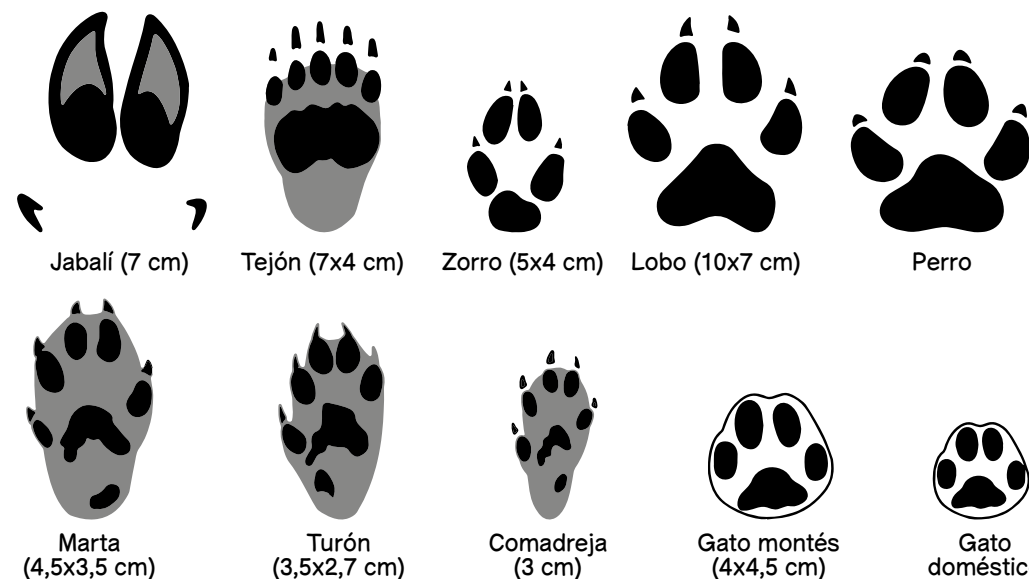 Jabalí (7 cm)
Tejón (7x4 cm)
Zorro (5x4 cm)
Lobo (10x7 cm)
Perro
Marta
(4,5x3,5 cm)
Turón
(3,5x2,7 cm)
Comadreja
(3 cm)
Gato montés
(4x4,5 cm)
Gato
doméstic